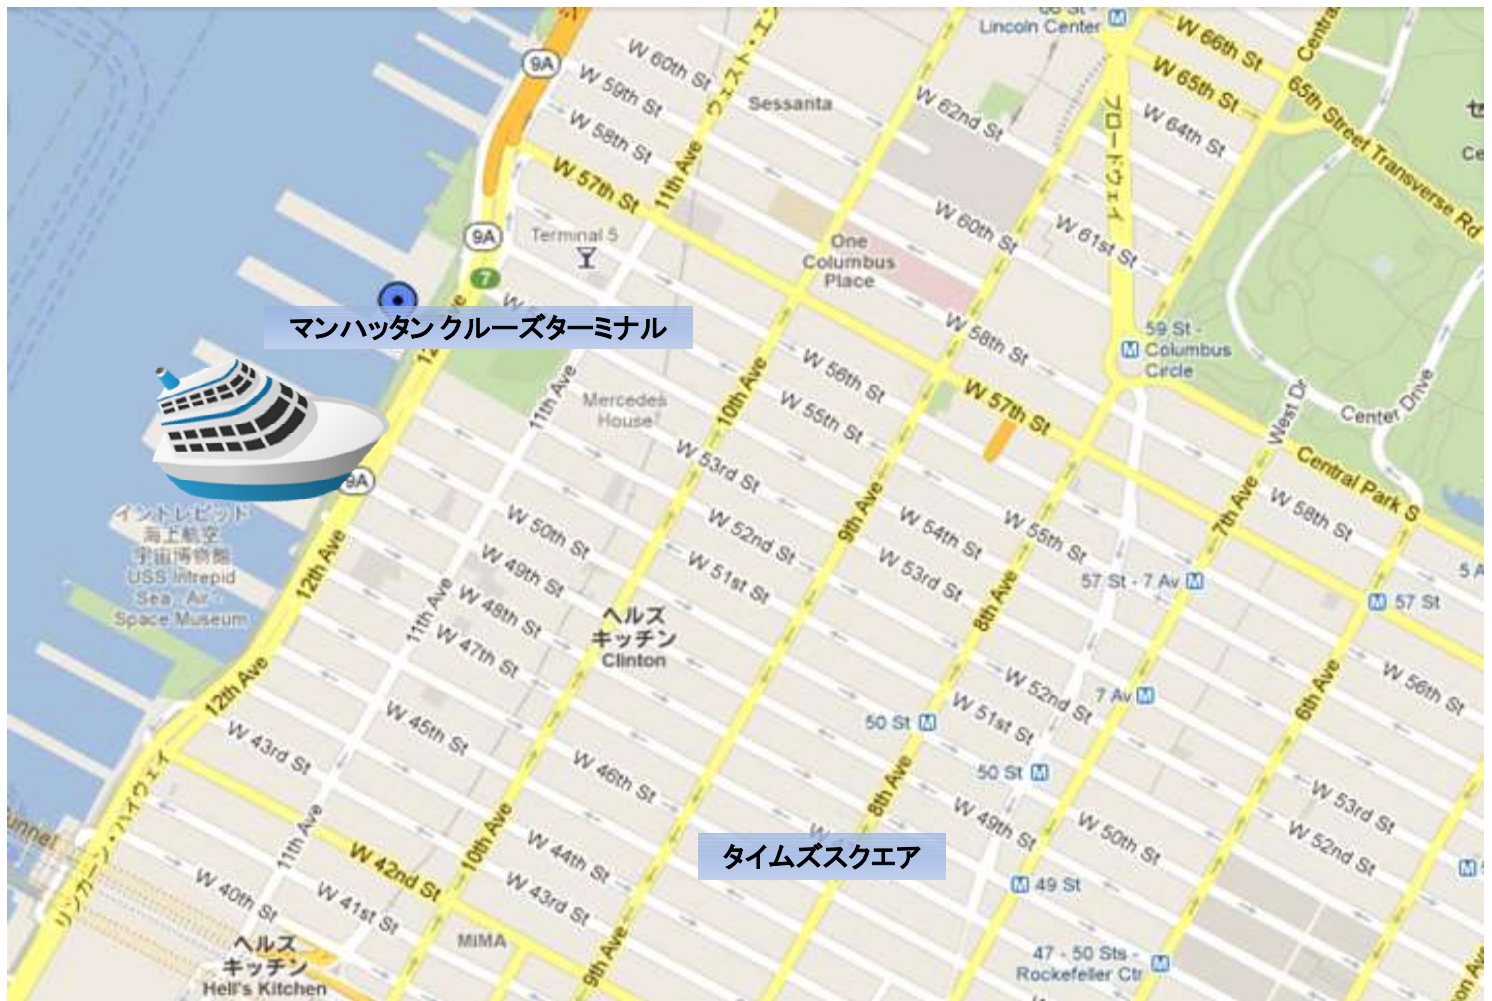 66 St -
Lincoln Center
W 66th St
W 65th St
65th Street Transverse Rd
W 64th St
ブロードウェイ
9A
W 60th St
W 59th St
W 58th St
W 57th St
Sessanta
W 62nd St
11th Ave
W 60th St
W 61st St
9A
Terminal 5
7
One
Columbus
Place
マンハッタン クルーズターミナル
W 58th St
59 St -
Columbus
Circle
Mercedes
House
11th Ave
10th Ave
W 56th St
W 55th St
W 57th St
West Dr
Center Drive
Central Park S
W 53rd St
9A
9th Ave
7th Ave
W 58th St
イントレピッド
海上航空
宇宙博物館
USS Intrepid
Sea - Air -
Space Museum
12th Ave
W 50th St
W 49th St
W 48th St
W 47th St
11th Ave
W 52nd St
W 51st St
W 54th St
W 53rd St
W 55th St
8th Ave
57 St - 7 Av
57 St
ヘルズ
キッチン
Clinton
12th Ave
W 43rd St
W 45th St
W 46th St
50 St
W 52nd St
W 51st St
7 Av
6th Ave
W 56th St
50 St
8th Ave
W 49th St
W 50th St
W 53rd St
W 52nd St
タイムズスクエア
リンカーン・ハイウェイ
11th Ave
W 42nd St
10th Ave
W 44th St
W 43rd St
W 40th St
W 41st St
49 St
MiMA
ヘルズ
キッチン
Hell's Kitchen
9th Ave
47 - 50 Sts -
Rockefeller Ctr